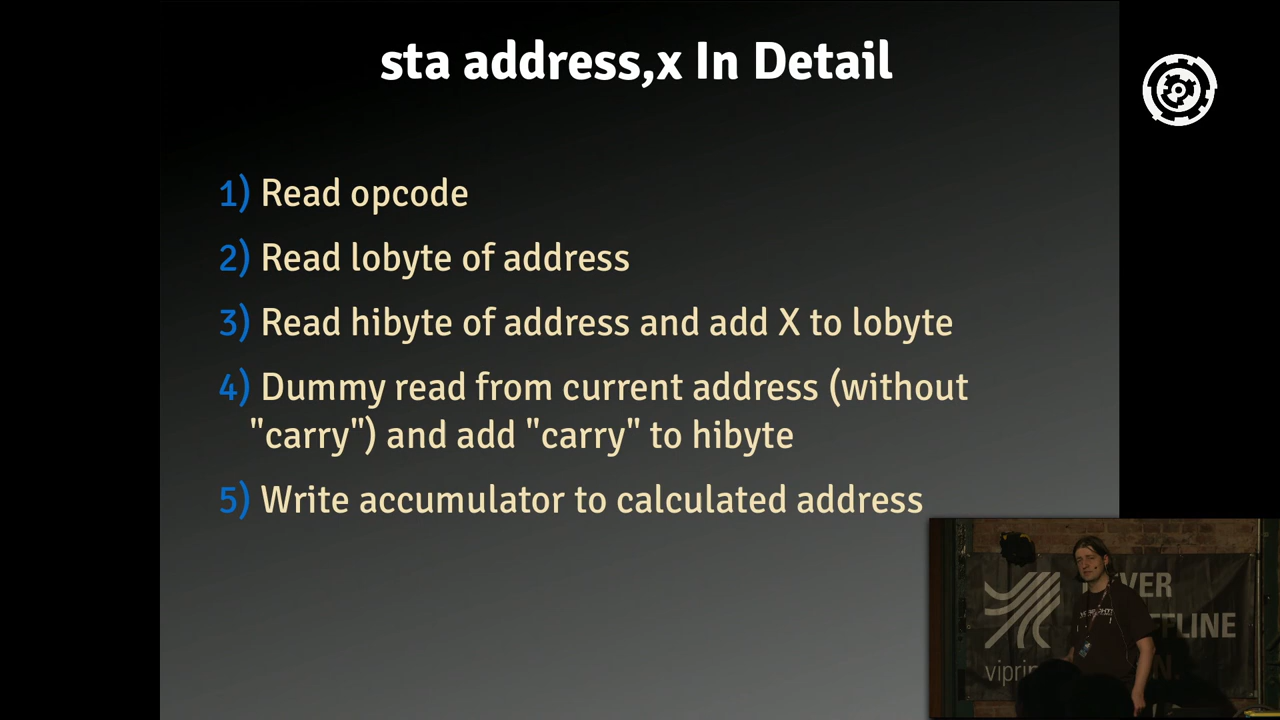 sta address,x In Detail
1) Read opcode
2) Read lobyte of address
3) Read hibyte of address and add X to lobyte
4) Dummy read from current address (without
"carry") and add "carry" to hibyte
5) Write accumulator to calculated address